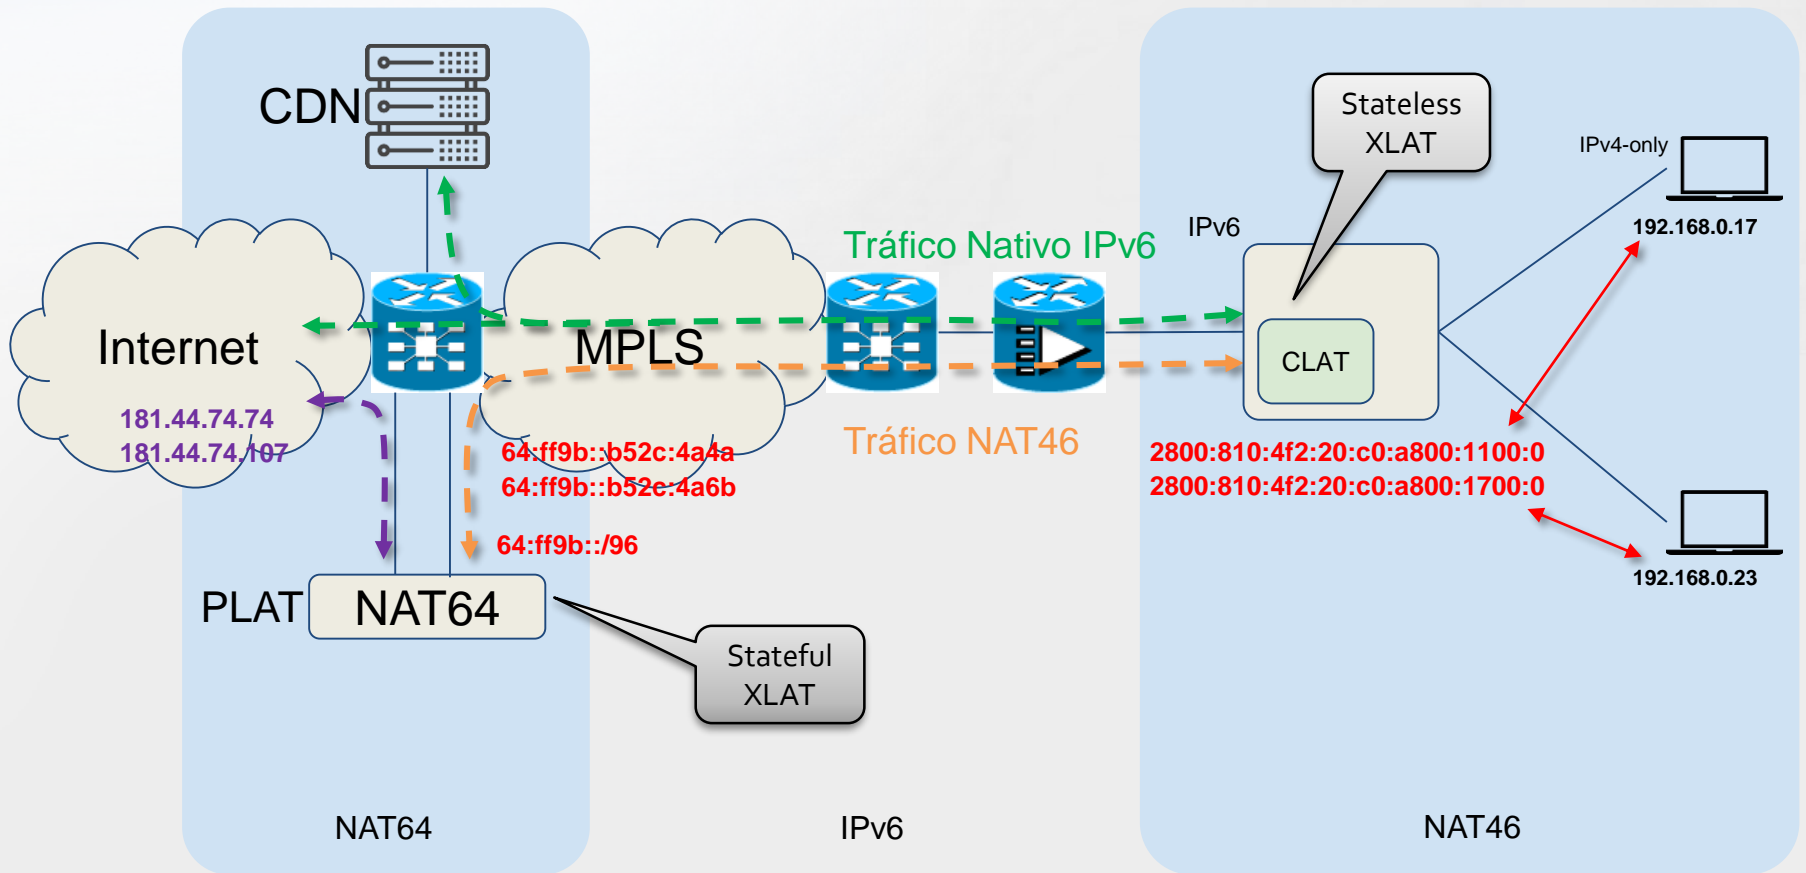 CDN
Stateless
XLAT
IPv4-only
192.168.0.17
Tráfico Nativo IPv6
IPv6
Internet
MPLS
CLAT
181.44.74.74
181.44.74.107
64:ff9b::b52c:4a4a
64:ff9b::b52c:4a6b
Tráfico NAT46
2800:810:4f2:20:c0:a800:1100:0
2800:810:4f2:20:c0:a800:1700:0
64:ff9b::/96
192.168.0.23
PLAT
NAT64
Stateful
XLAT
NAT64
IPv6
NAT46